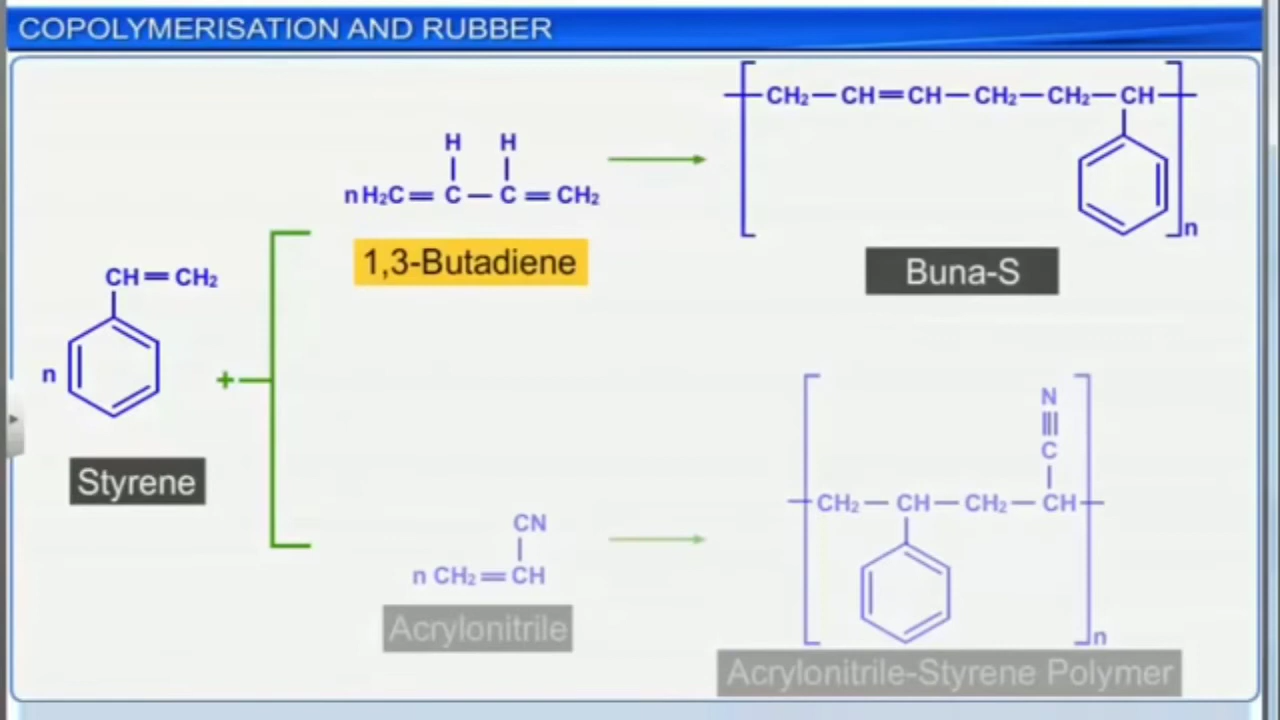 COPOLYMERISATION AND RUBBER
CH₂—CH=CH—CH₂—CH₂—CH
n
H H
nH₂C=C—C=CH₂
1,3-Butadiene
Buna-S
CH=CH₂
n
+
Styrene
N
≡
C
CH₂—CH—CH₂—CH
n
CN
n CH₂=CH
Acrylonitrile
Acrylonitrile-Styrene Polymer